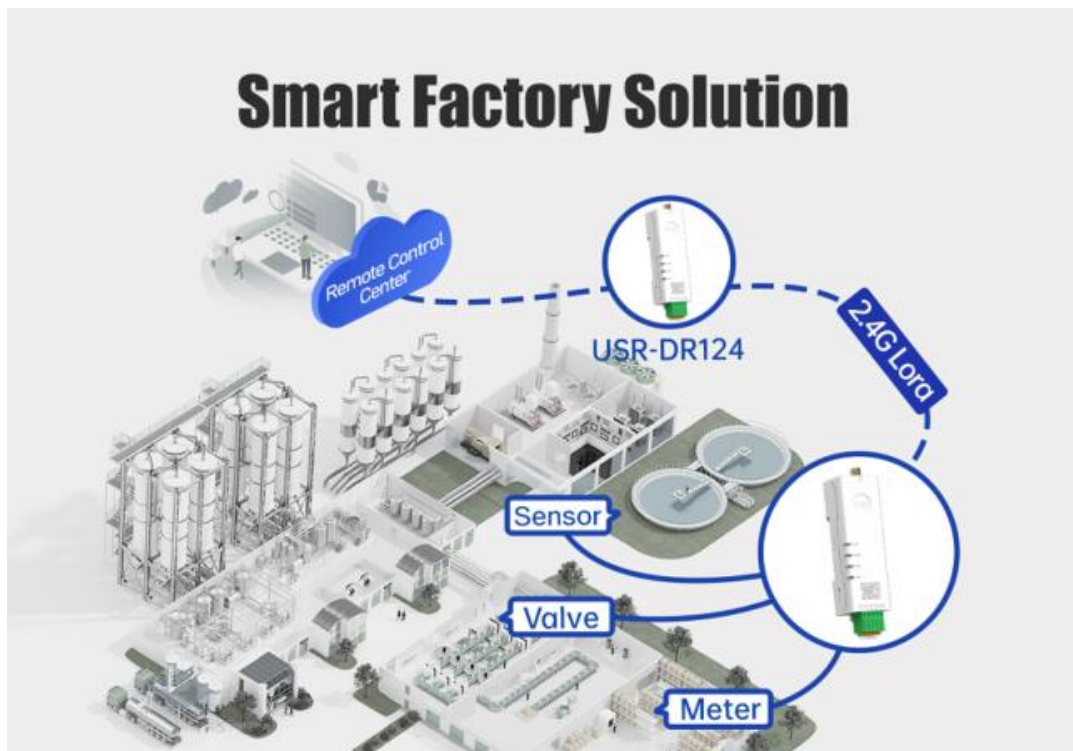 Smart Factory Solution
Remote Control
Center
USR-DR124
2.4G Lora
Sensor
Valve
Meter